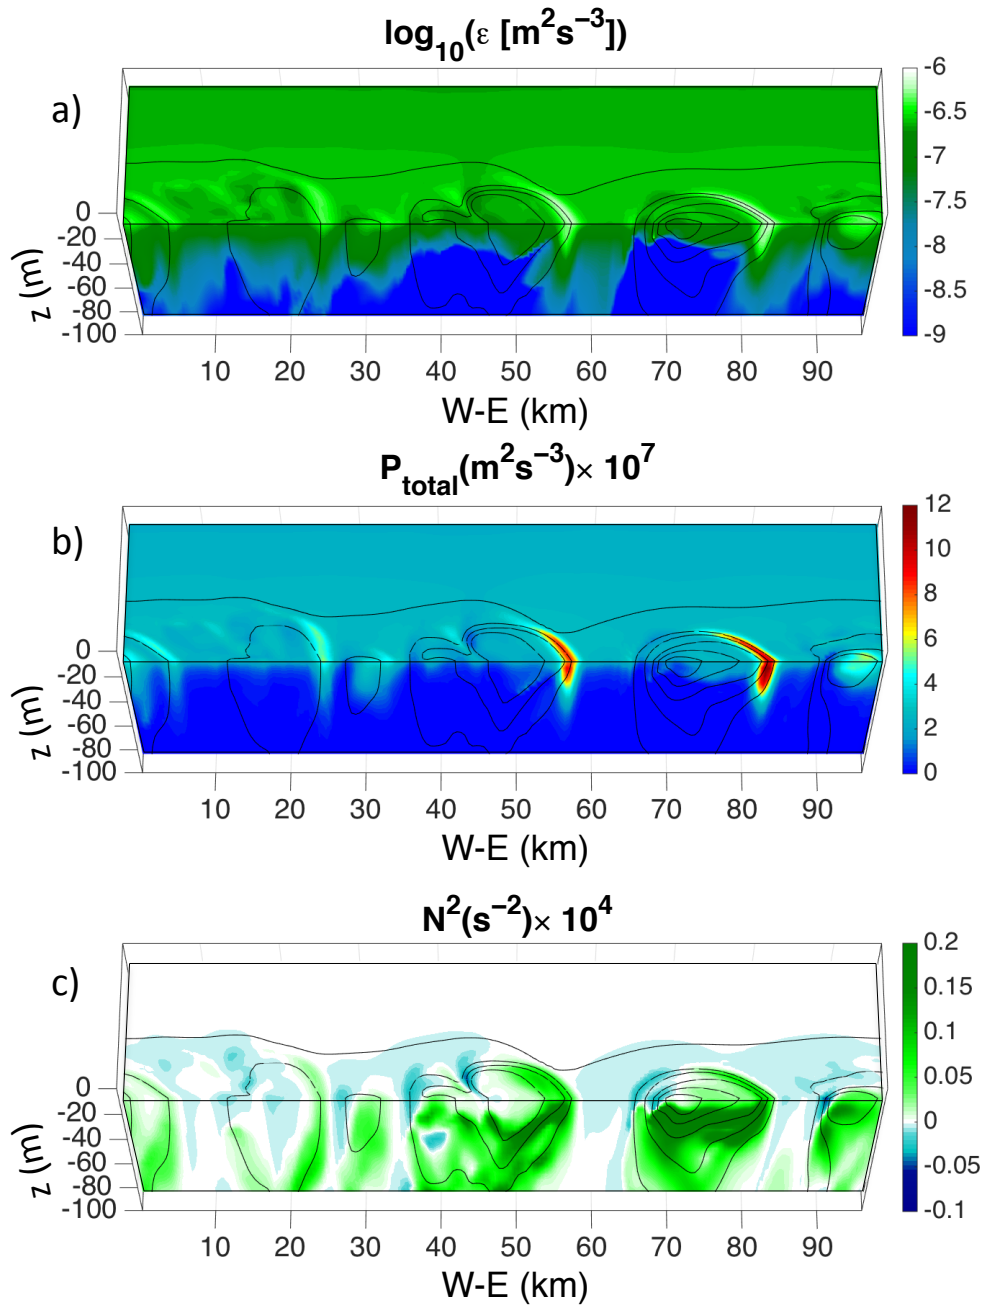 log₁₀(ε [m²s⁻³])
a)
0
-20
-40
-60
-80
-100
z (m)
10 20 30 40 50 60 70 80 90
W-E (km)
-6
-6.5
-7
-7.5
-8
-8.5
-9
P_total(m²s⁻³)× 10⁷
b)
0
-20
-40
-60
-80
-100
z (m)
10 20 30 40 50 60 70 80 90
W-E (km)
12
10
8
6
4
2
0
N²(s⁻²)× 10⁴
c)
0
-20
-40
-60
-80
-100
z (m)
10 20 30 40 50 60 70 80 90
W-E (km)
0.2
0.15
0.1
0.05
0
-0.05
-0.1